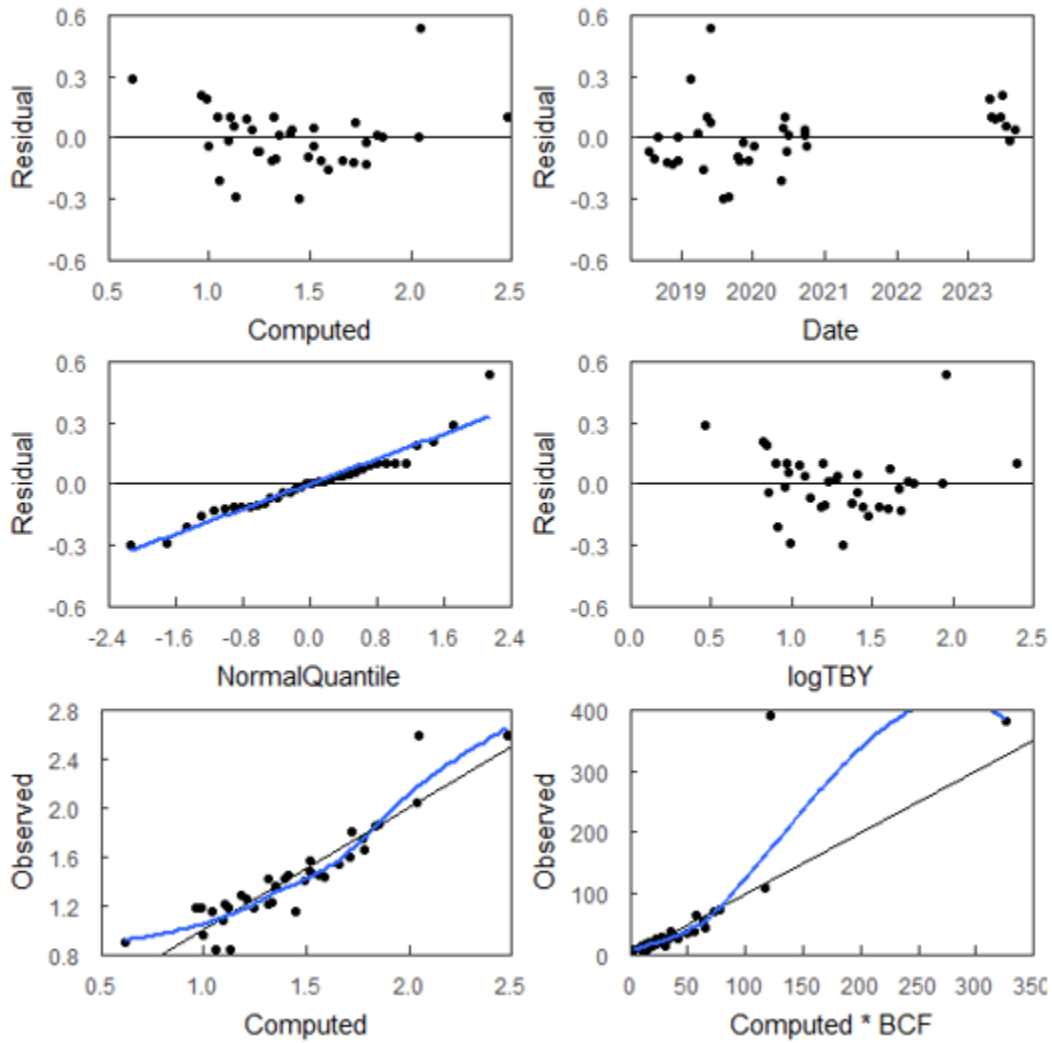 0.6
0.3
0.0
-0.3
-0.6
Residual
0.5 1.0 1.5 2.0 2.5
Computed
0.6
0.3
0.0
-0.3
-0.6
Residual
2019 2020 2021 2022 2023
Date
0.6
0.3
0.0
-0.3
-0.6
Residual
-2.4 -1.6 -0.8 0.0 0.8 1.6 2.4
NormalQuantile
0.6
0.3
0.0
-0.3
-0.6
Residual
0.0 0.5 1.0 1.5 2.0 2.5
logTBY
2.8
2.4
2.0
1.6
1.2
0.8
Observed
0.5 1.0 1.5 2.0 2.5
Computed
400
300
200
100
0
Observed
0 50 100 150 200 250 300 350
Computed * BCF